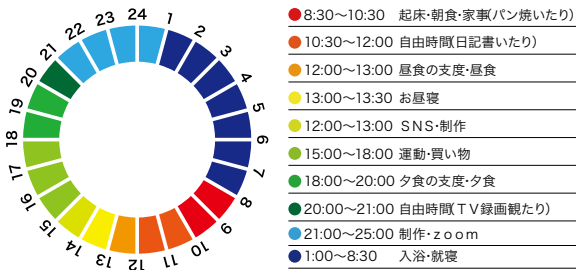 24
1
2
3
4
5
6
7
8
9
10
11
12
13
14
15
16
17
18
19
20
21
22
23
8:30〜10:30 起床・朝食・家事(パン焼いたり)
10:30〜12:00 自由時間(日記書いたり)
12:00〜13:00 昼食の支度・昼食
13:00〜13:30 お昼寝
12:00〜13:00 ＳＮＳ・制作
15:00〜18:00 運動・買い物
18:00〜20:00 夕食の支度・夕食
20:00〜21:00 自由時間(ＴＶ録画観たり)
21:00〜25:00 制作・ｚｏｏｍ
1:00〜8:30 入浴・就寝